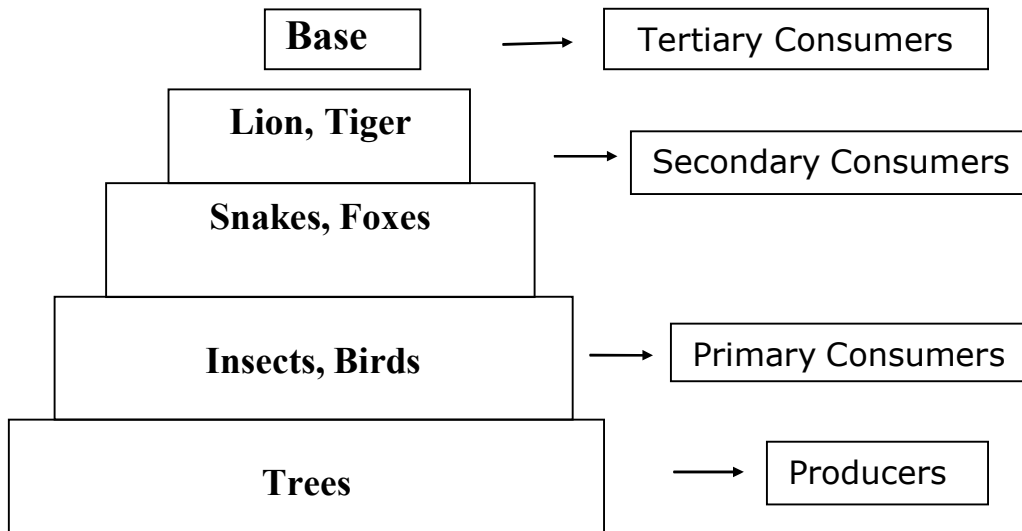 Base
Tertiary Consumers
Lion, Tiger
Secondary Consumers
Snakes, Foxes
Insects, Birds
Primary Consumers
Trees
Producers